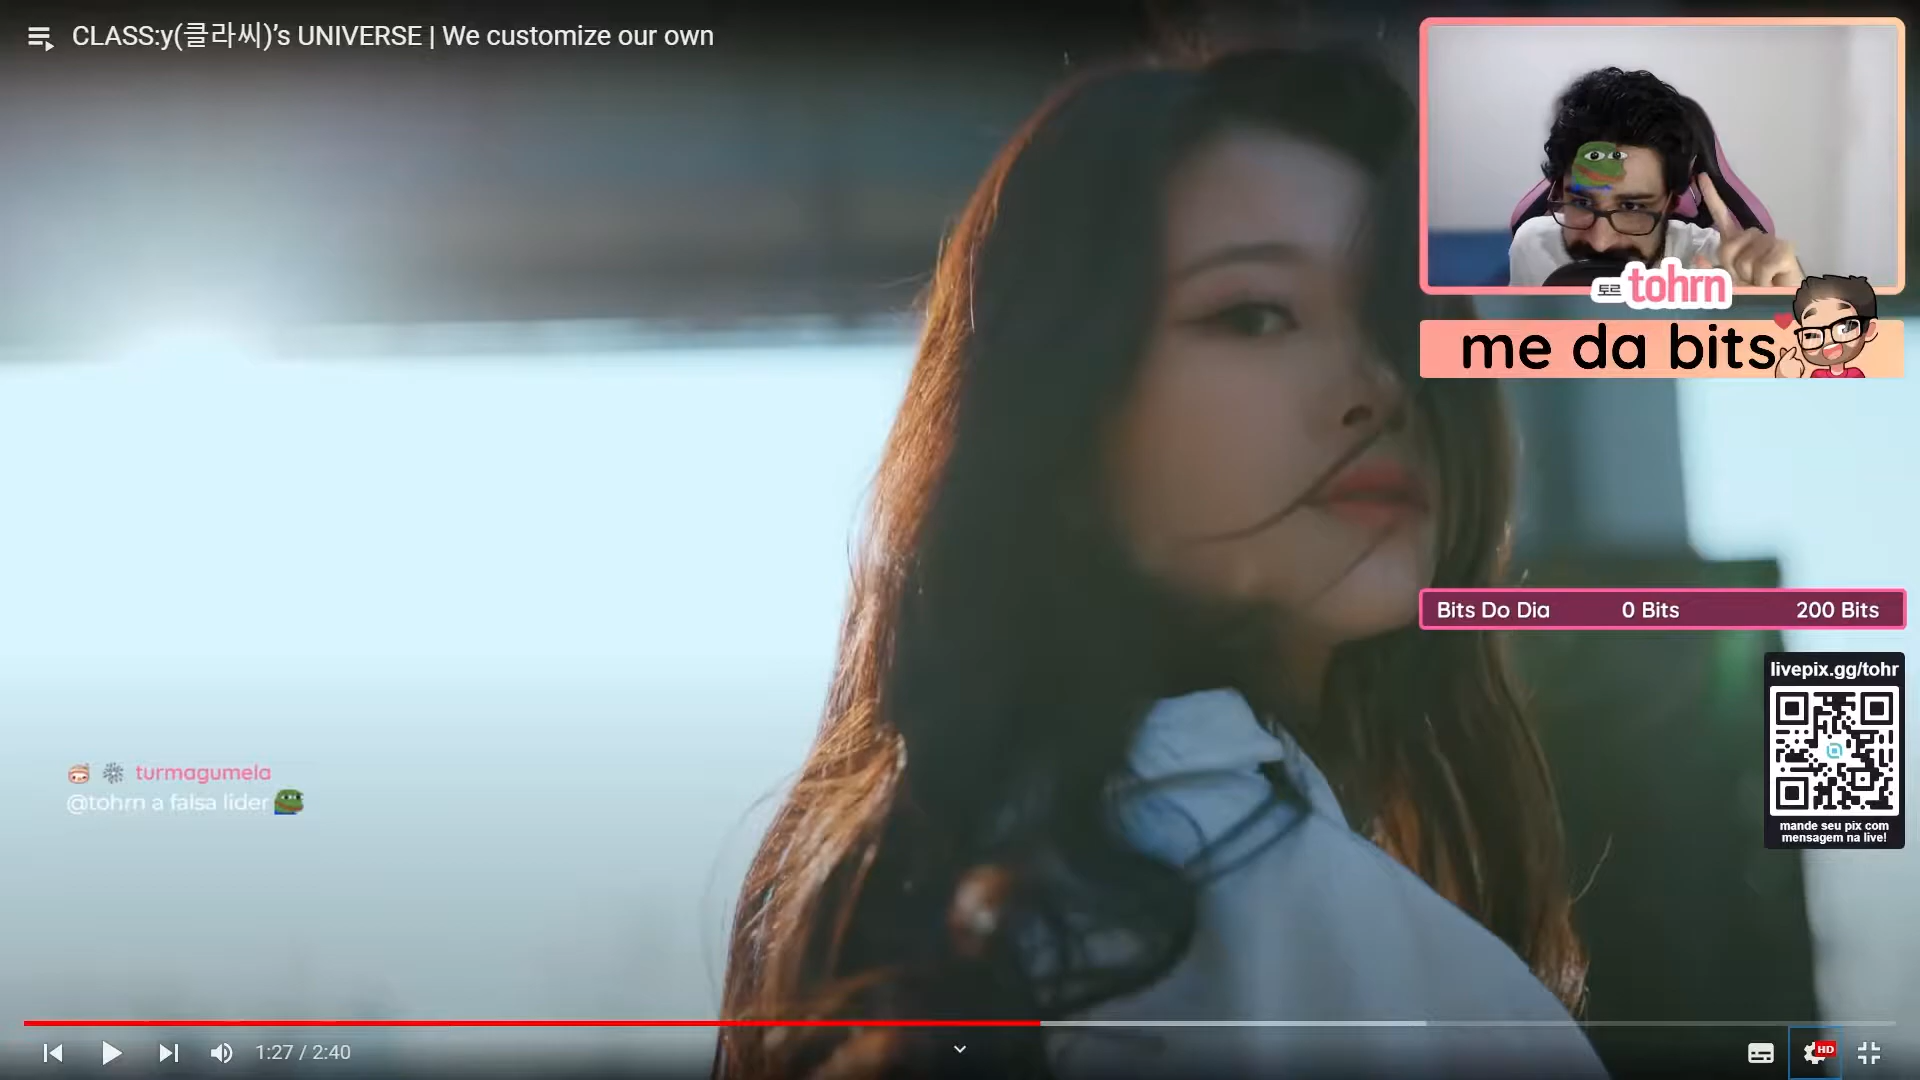 CLASS:y(클라씨)’s UNIVERSE | We customize our own
토르 tohrn
me da bits
Bits Do Dia 0 Bits 200 Bits
livepix.gg/tohr
mande seu pix com
mensagem na live!
turmagumela
@tohrn a falsa lider
1:27 / 2:40
HD